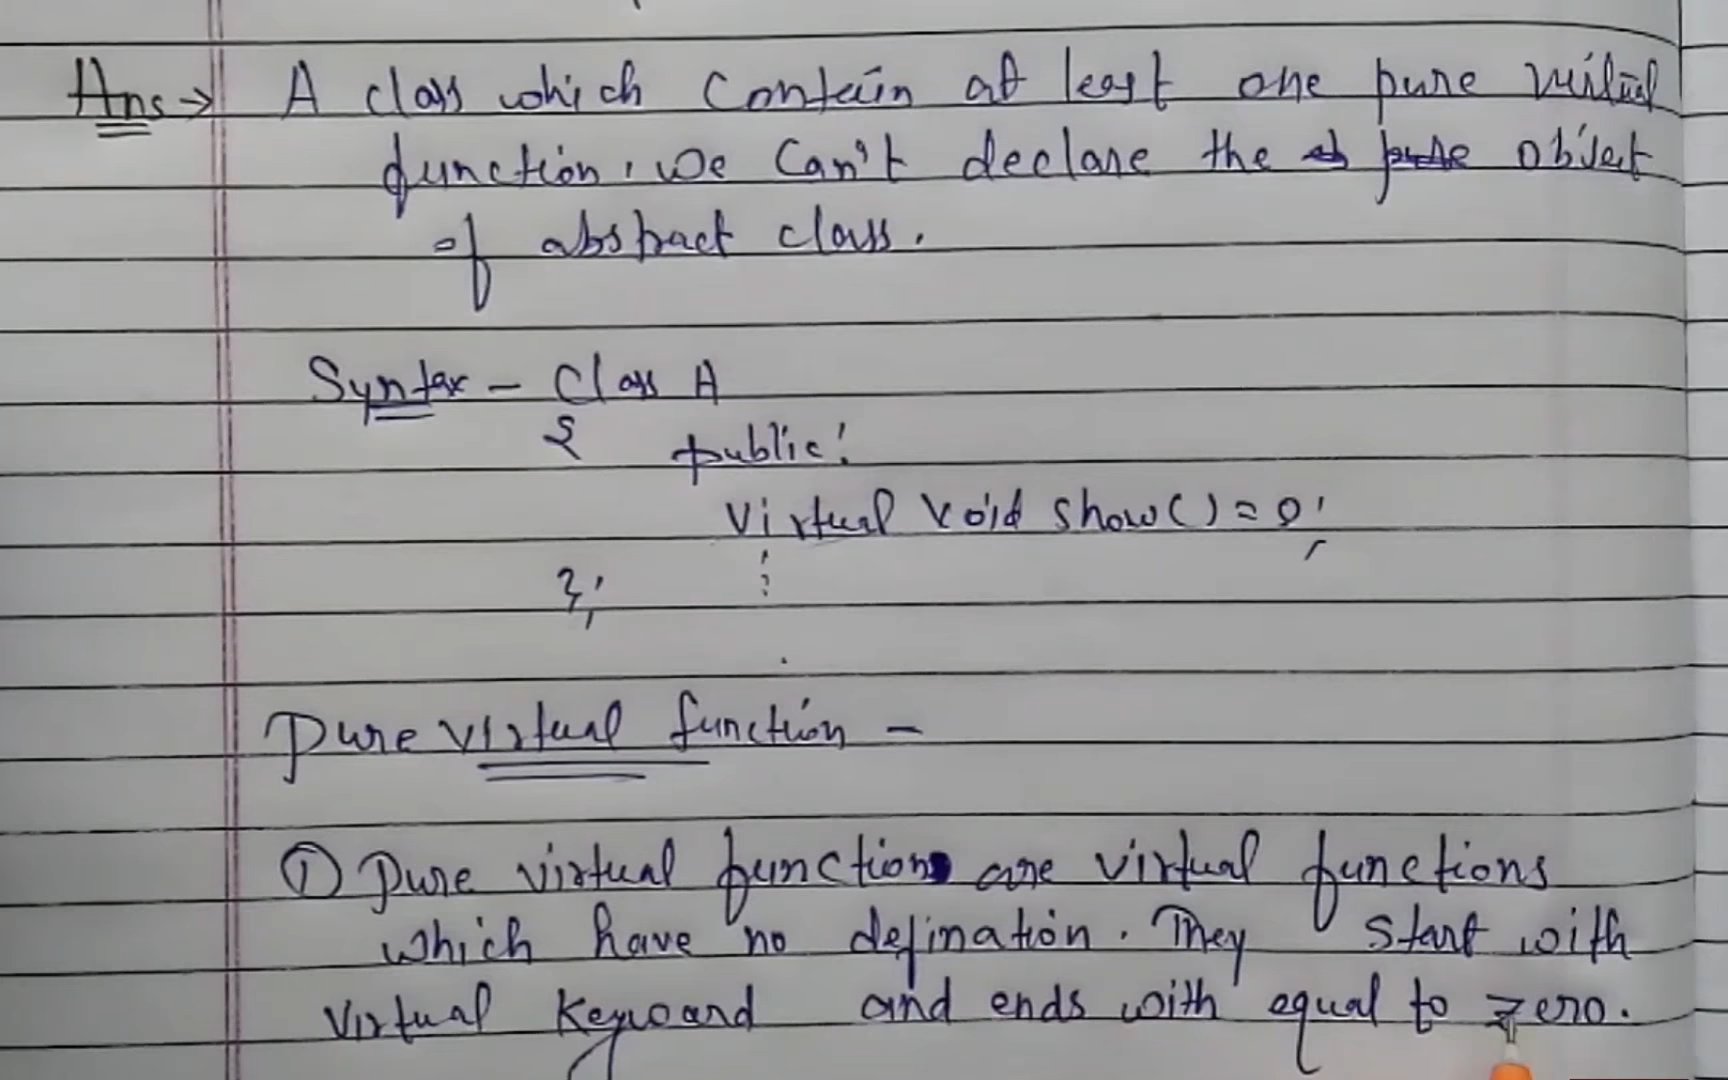 Ans → A class which contain at least one pure virtual
function, we can't declare the object
of abstract class.
Syntax - Class A
{ public:
virtual void show() = 0;
};
Pure virtual function -
① Pure virtual functions are virtual functions
which have no defination. They start with
virtual keyword and ends with equal to zero.